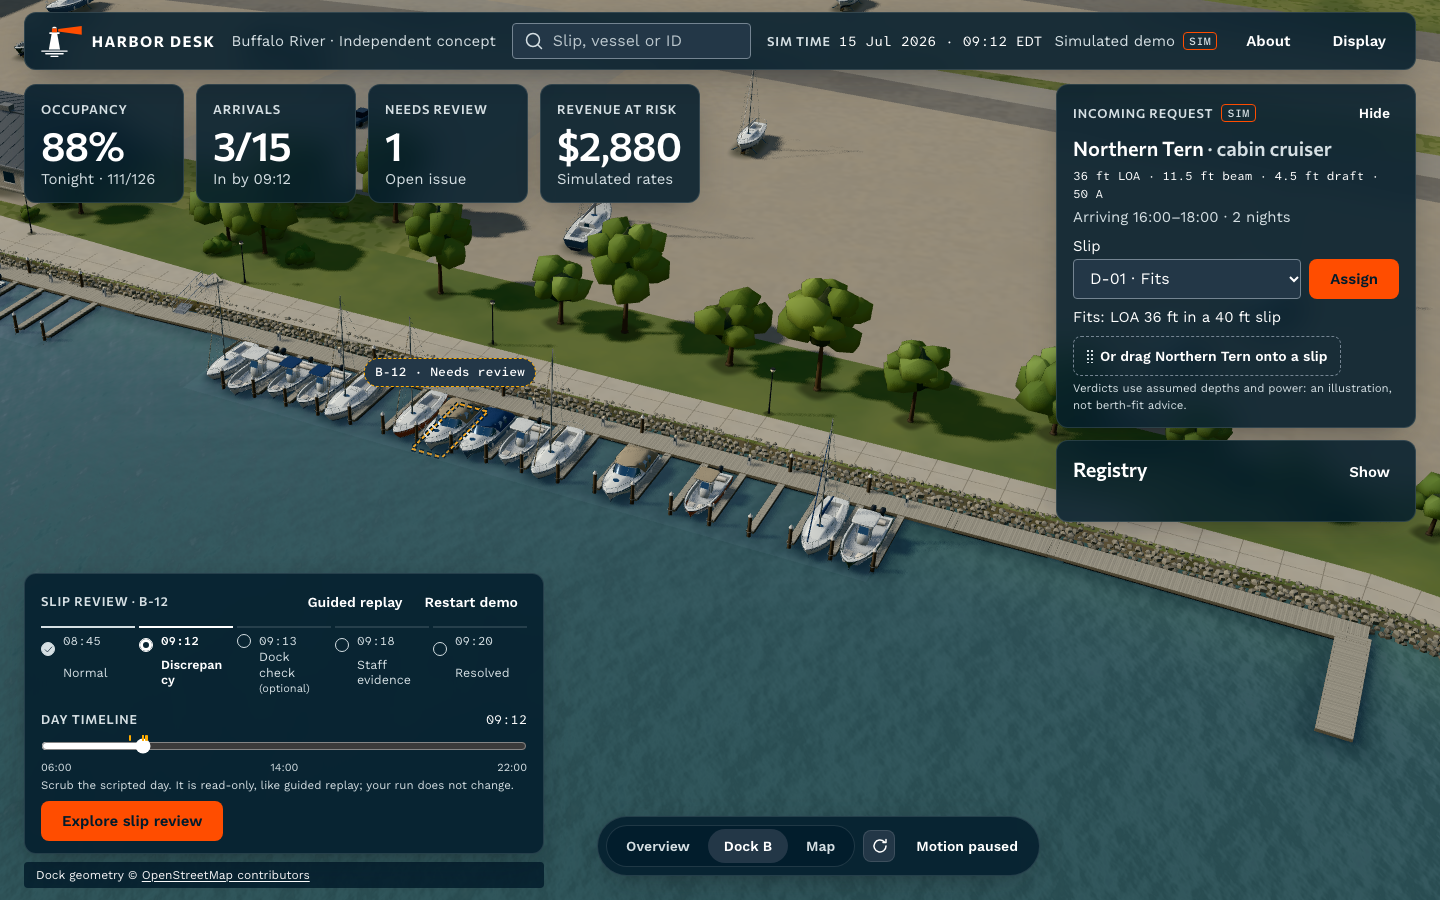 HARBOR DESK
Buffalo River · Independent concept
Slip, vessel or ID
SIM TIME 15 Jul 2026 · 09:12 EDT
Simulated demo SIM
About
Display
OCCUPANCY
88%
Tonight · 111/126
ARRIVALS
3/15
In by 09:12
NEEDS REVIEW
1
Open issue
REVENUE AT RISK
$2,880
Simulated rates
INCOMING REQUEST SIM
Hide
Northern Tern · cabin cruiser
36 ft LOA · 11.5 ft beam · 4.5 ft draft ·
50 A
Arriving 16:00–18:00 · 2 nights
Slip
D-01 · Fits
Assign
Fits: LOA 36 ft in a 40 ft slip
Or drag Northern Tern onto a slip
Verdicts use assumed depths and power: an illustration,
not berth-fit advice.
Registry
Show
B-12 · Needs review
SLIP REVIEW · B-12
Guided replay
Restart demo
08:45
Normal
09:12
Discrepan
cy
09:13
Dock
check
(optional)
09:18
Staff
evidence
09:20
Resolved
DAY TIMELINE
09:12
06:00
14:00
22:00
Scrub the scripted day. It is read-only, like guided replay; your run does not change.
Explore slip review
Dock geometry © OpenStreetMap contributors
Overview
Dock B
Map
Motion paused